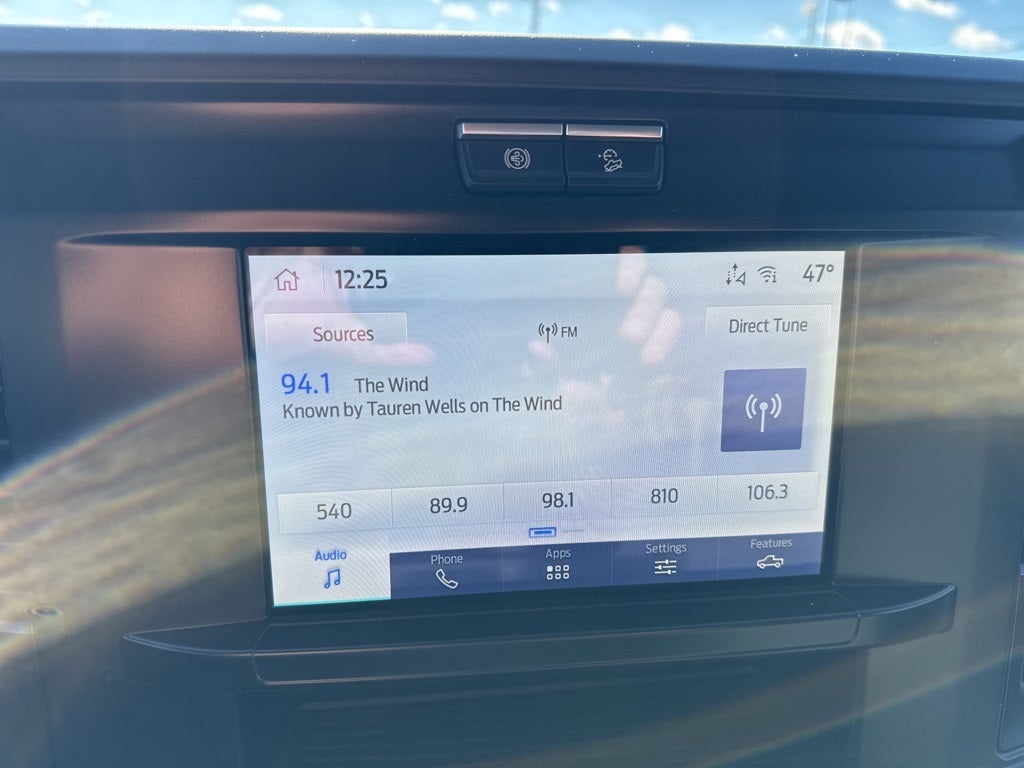 12:25
47°
Sources
FM
Direct Tune
94.1 The Wind
Known by Tauren Wells on The Wind
540 89.9 98.1 810 106.3
Audio Phone Apps Settings Features